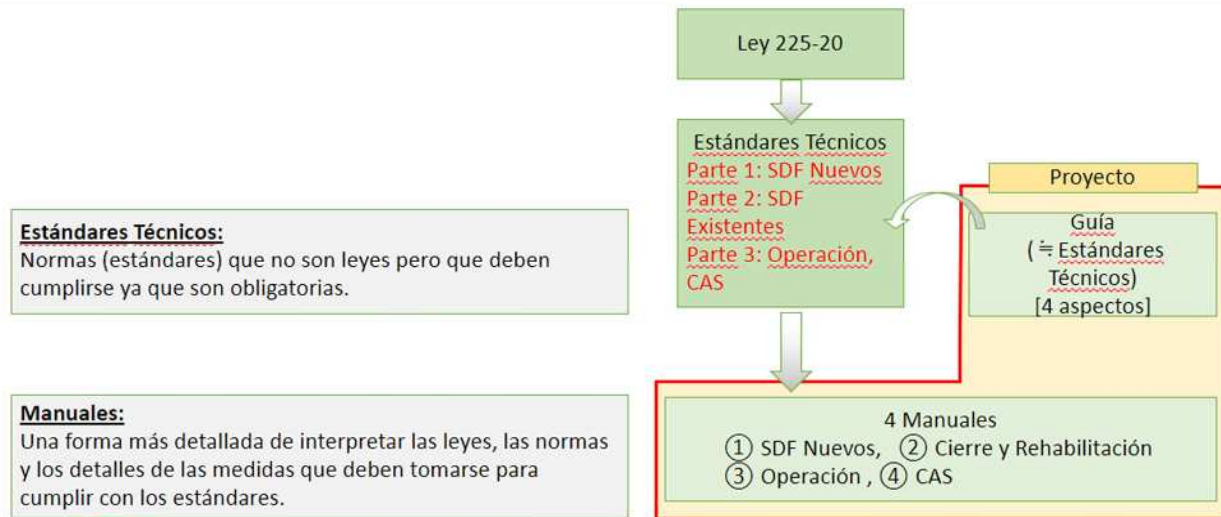 Ley 225-20
Estándares Técnicos
Parte 1: SDF Nuevos
Parte 2: SDF
Existentes
Parte 3: Operación,
CAS
Proyecto
Guía
(≒Estándares
Técnicos)
[4 aspectos]
Estándares Técnicos:
Normas (estándares) que no son leyes pero que deben
cumplirse ya que son obligatorias.
Manuales:
Una forma más detallada de interpretar las leyes, las normas
y los detalles de las medidas que deben tomarse para
cumplir con los estándares.
4 Manuales
① SDF Nuevos, ② Cierre y Rehabilitación
③ Operación , ④ CAS